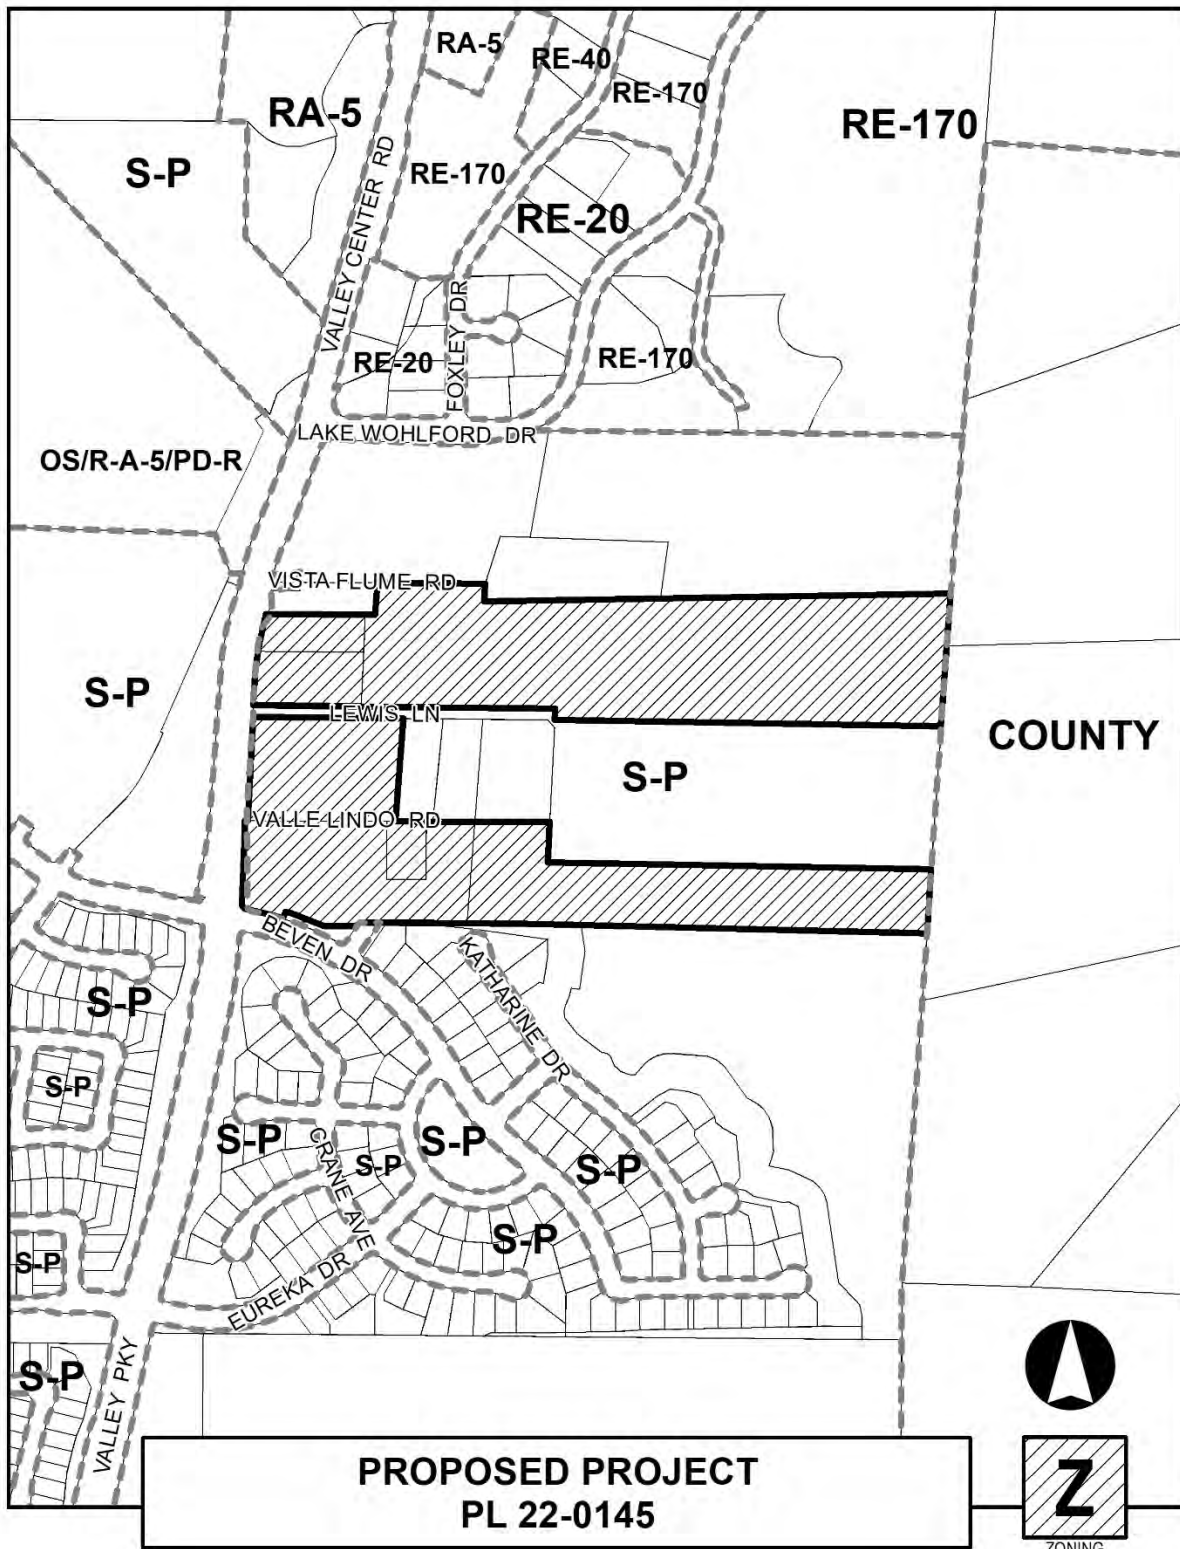 RA-5
RE-40
RE-170
RA-5
RE-170
S-P
RE-170
RE-20
VALLEY CENTER RD
FOXLEY DR
RE-20
RE-170
LAKE WOHLFORD DR
OS/R-A-5/PD-R
VISTA FLUME RD
S-P
LEWIS LN
COUNTY
S-P
VALLE LINDO RD
BEVEN DR
KATHARINE DR
S-P
S-P
S-P
S-P
CRANE AVE
S-P
S-P
S-P
S-P
EUREKA DR
S-P
VALLEY PKY
PROPOSED PROJECT
PL 22-0145
Z
ZONING